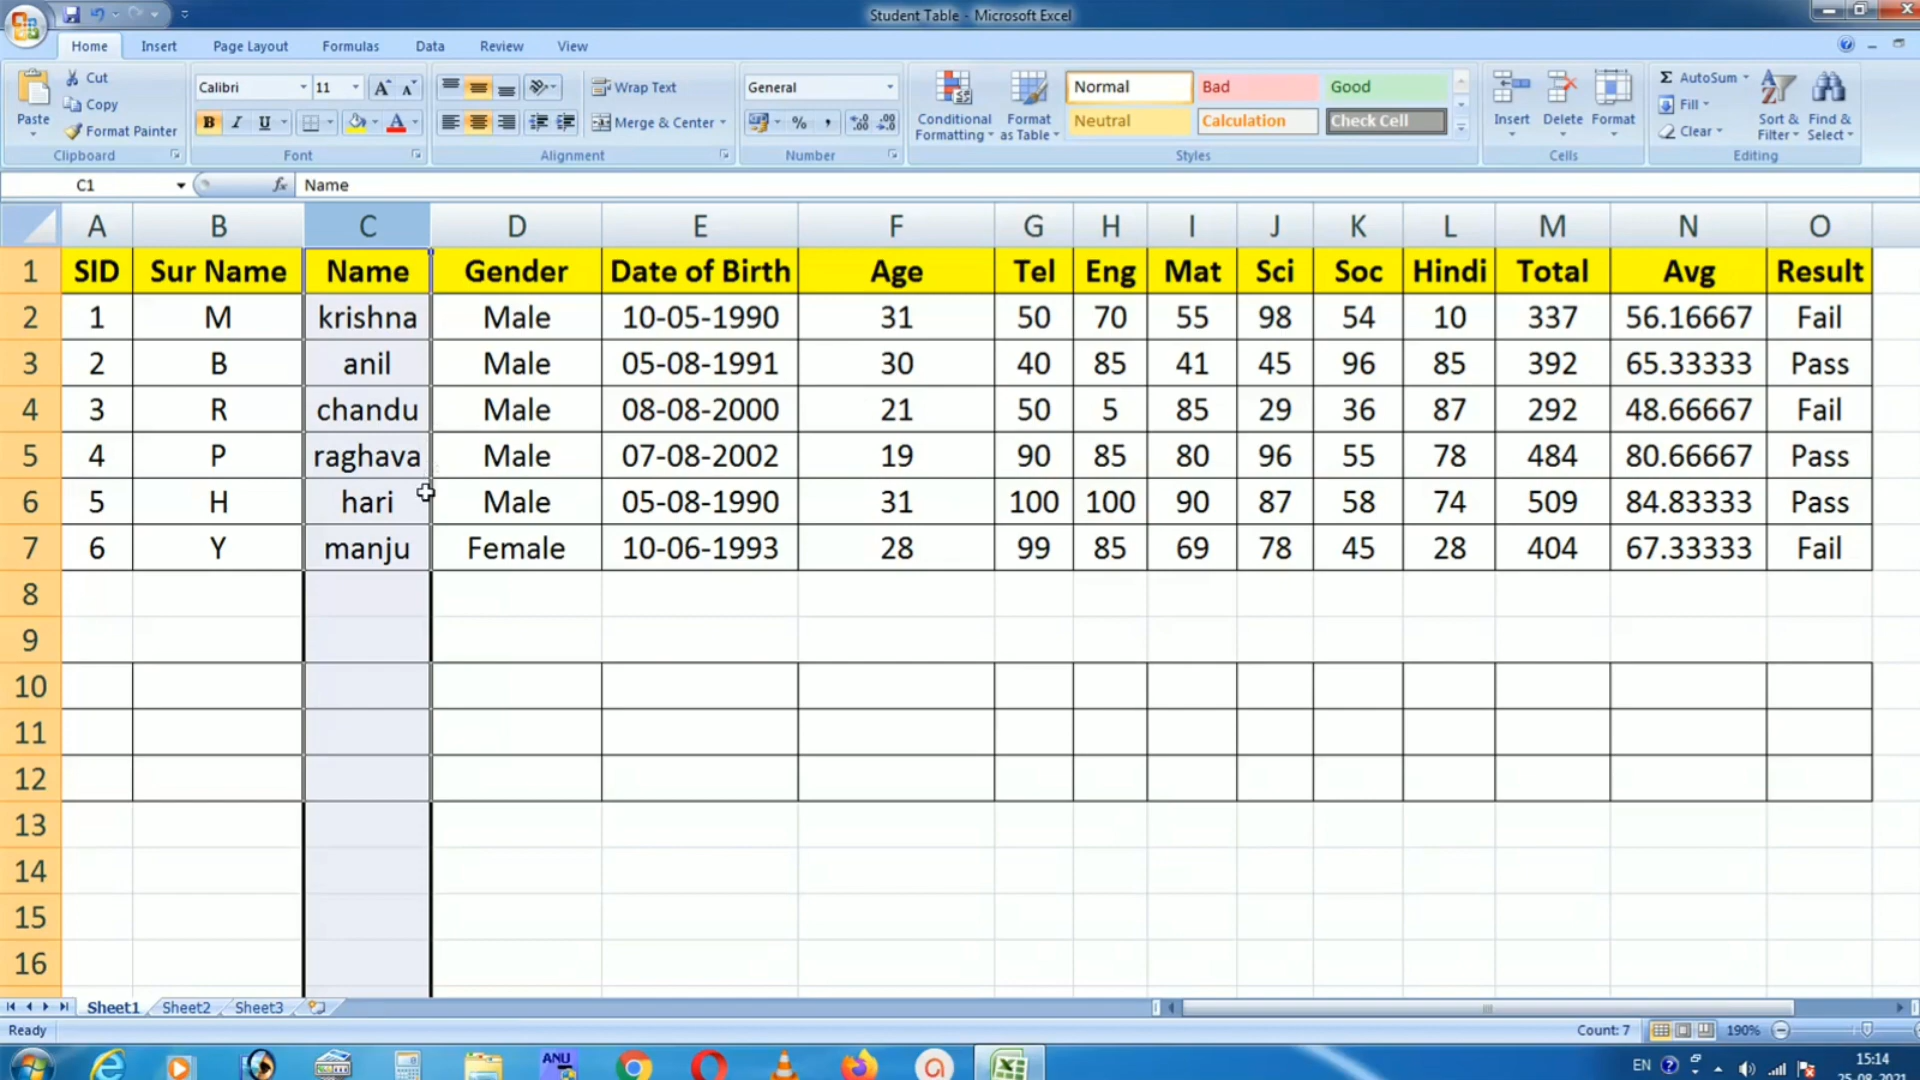 Student Table - Microsoft Excel
Home Insert Page Layout Formulas Data Review View
Cut
Copy
Format Painter
Paste
Clipboard
Calibri 11
B I U
Font
Wrap Text
Merge & Center
Alignment
General
% ,
Number
Conditional Formatting
Format as Table
Normal Bad Good
Neutral Calculation Check Cell
Styles
Insert Delete Format
Cells
Σ AutoSum
Fill
Clear
Sort & Filter
Find & Select
Editing
C1 fx Name
A B C D E F G H I J K L M N O
1 SID Sur Name Name Gender Date of Birth Age Tel Eng Mat Sci Soc Hindi Total Avg Result
2 1 M krishna Male 10-05-1990 31 50 70 55 98 54 10 337 56.16667 Fail
3 2 B anil Male 05-08-1991 30 40 85 41 45 96 85 392 65.33333 Pass
4 3 R chandu Male 08-08-2000 21 50 5 85 29 36 87 292 48.66667 Fail
5 4 P raghava Male 07-08-2002 19 90 85 80 96 55 78 484 80.66667 Pass
6 5 H hari Male 05-08-1990 31 100 100 90 87 58 74 509 84.83333 Pass
7 6 Y manju Female 10-06-1993 28 99 85 69 78 45 28 404 67.33333 Fail
8
9
10
11
12
13
14
15
16
Sheet1 Sheet2 Sheet3
Ready Count: 7 190%
ANU EN 15:14
25-08-2021